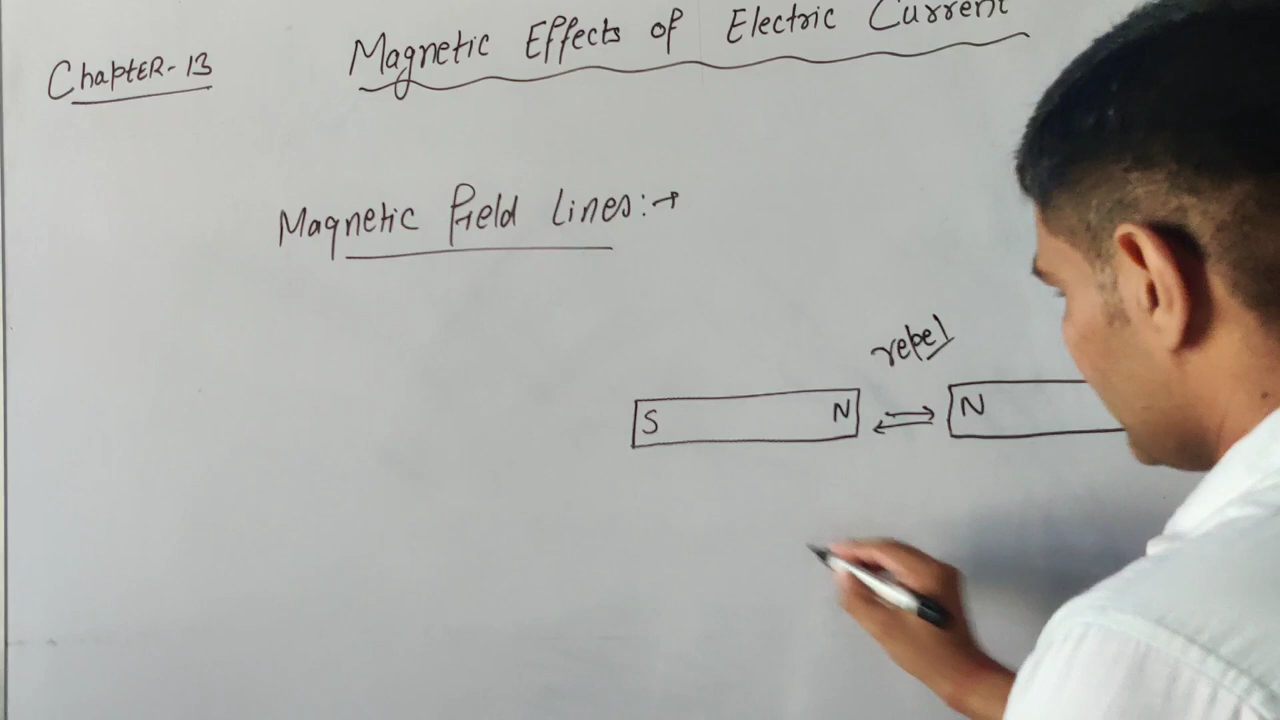 Chapter-13
Magnetic Effects of Electric Current
Magnetic Field Lines:→
repel
S N ⇌ N